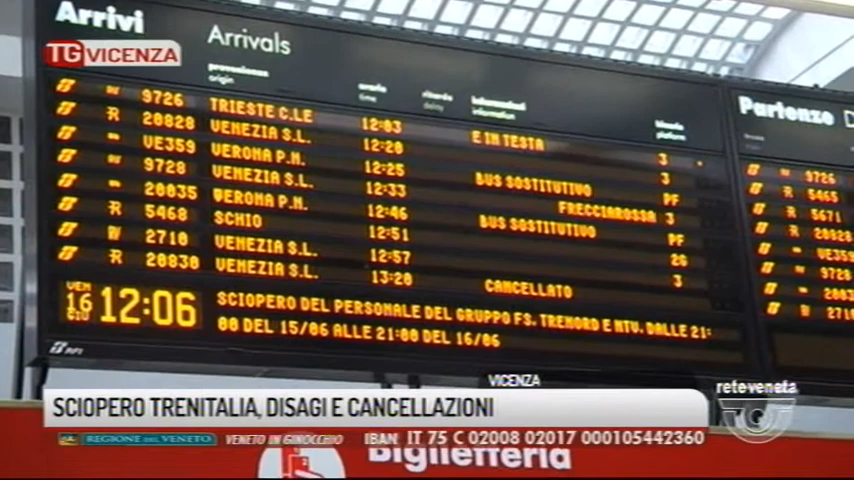 Arrivi
Partenze
TG VICENZA
Arrivals
provenienza
origin
orario
time
ritardo
delay
informazioni
information
binario
platform
9726 TRIESTE C.LE 12:03 3
R 20828 VENEZIA S.L. 12:20 E IN TESTA 3
VE359 VERONA P.M. 12:25 BUS SOSTITUTIVO PF
9728 VENEZIA S.L. 12:33 FRECCIAROSSA 3
20835 VERONA P.M. 12:46 BUS SOSTITUTIVO PF
R 5468 SCHIO 12:51 2G
RV 2710 VENEZIA S.L. 12:57 3
R 20830 VENEZIA S.L. 13:20 CANCELLATO
9726
R 5465
R 5671
R 20828
VE359
9728
2083
R 2710
VEN
16
GIU
12:06
SCIOPERO DEL PERSONALE DEL GRUPPO FS, TRENORD E NTV. DALLE 21:
00 DEL 15/06 ALLE 21:00 DEL 16/06
RFI
VICENZA
SCIOPERO TRENITALIA, DISAGI E CANCELLAZIONI
reteveneta
REGIONE DEL VENETO VENETO IN GINOCCHIO IBAN IT 75 C 02008 02017 000105442360
Biglietteria